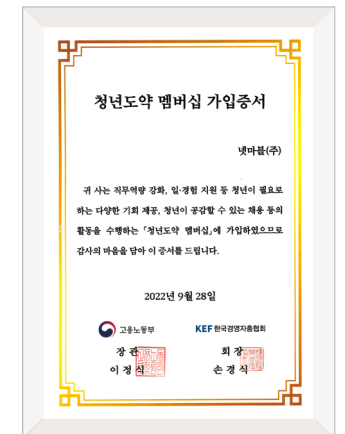 청년도약 멤버십 가입증서
넷마블(주)
귀 사는 직무역량 강화, 일·경험 지원 등 청년이 필요로
하는 다양한 기회 제공, 청년이 공감할 수 있는 채용 등의
활동을 수행하는 「청년도약 멤버십」에 가입하였으므로
감사의 마음을 담아 이 증서를 드립니다.
2022년 9월 28일
고용노동부
KEF 한국경영자총협회
장관
회장
이정식
손경식